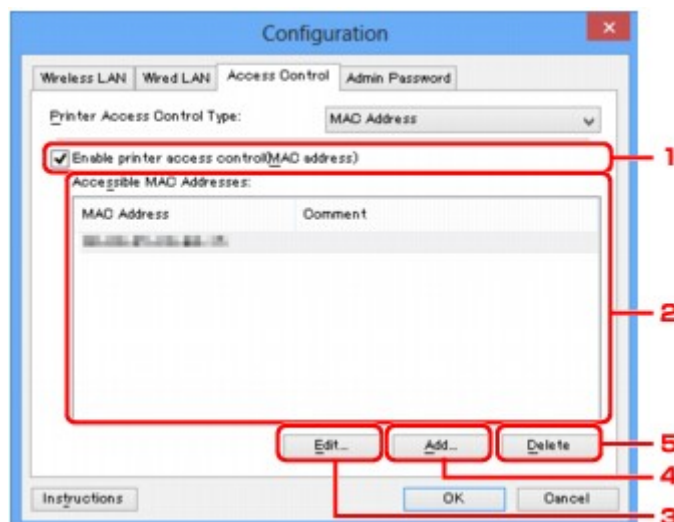 Configuration
Wireless LAN Wired LAN Access Control Admin Password
Printer Access Control Type: MAC Address
Enable printer access control(MAC address) 1
Accessible MAC Addresses:
MAC Address Comment
2
Edit... Add... Delete 5
4
Instructions OK Cancel
3